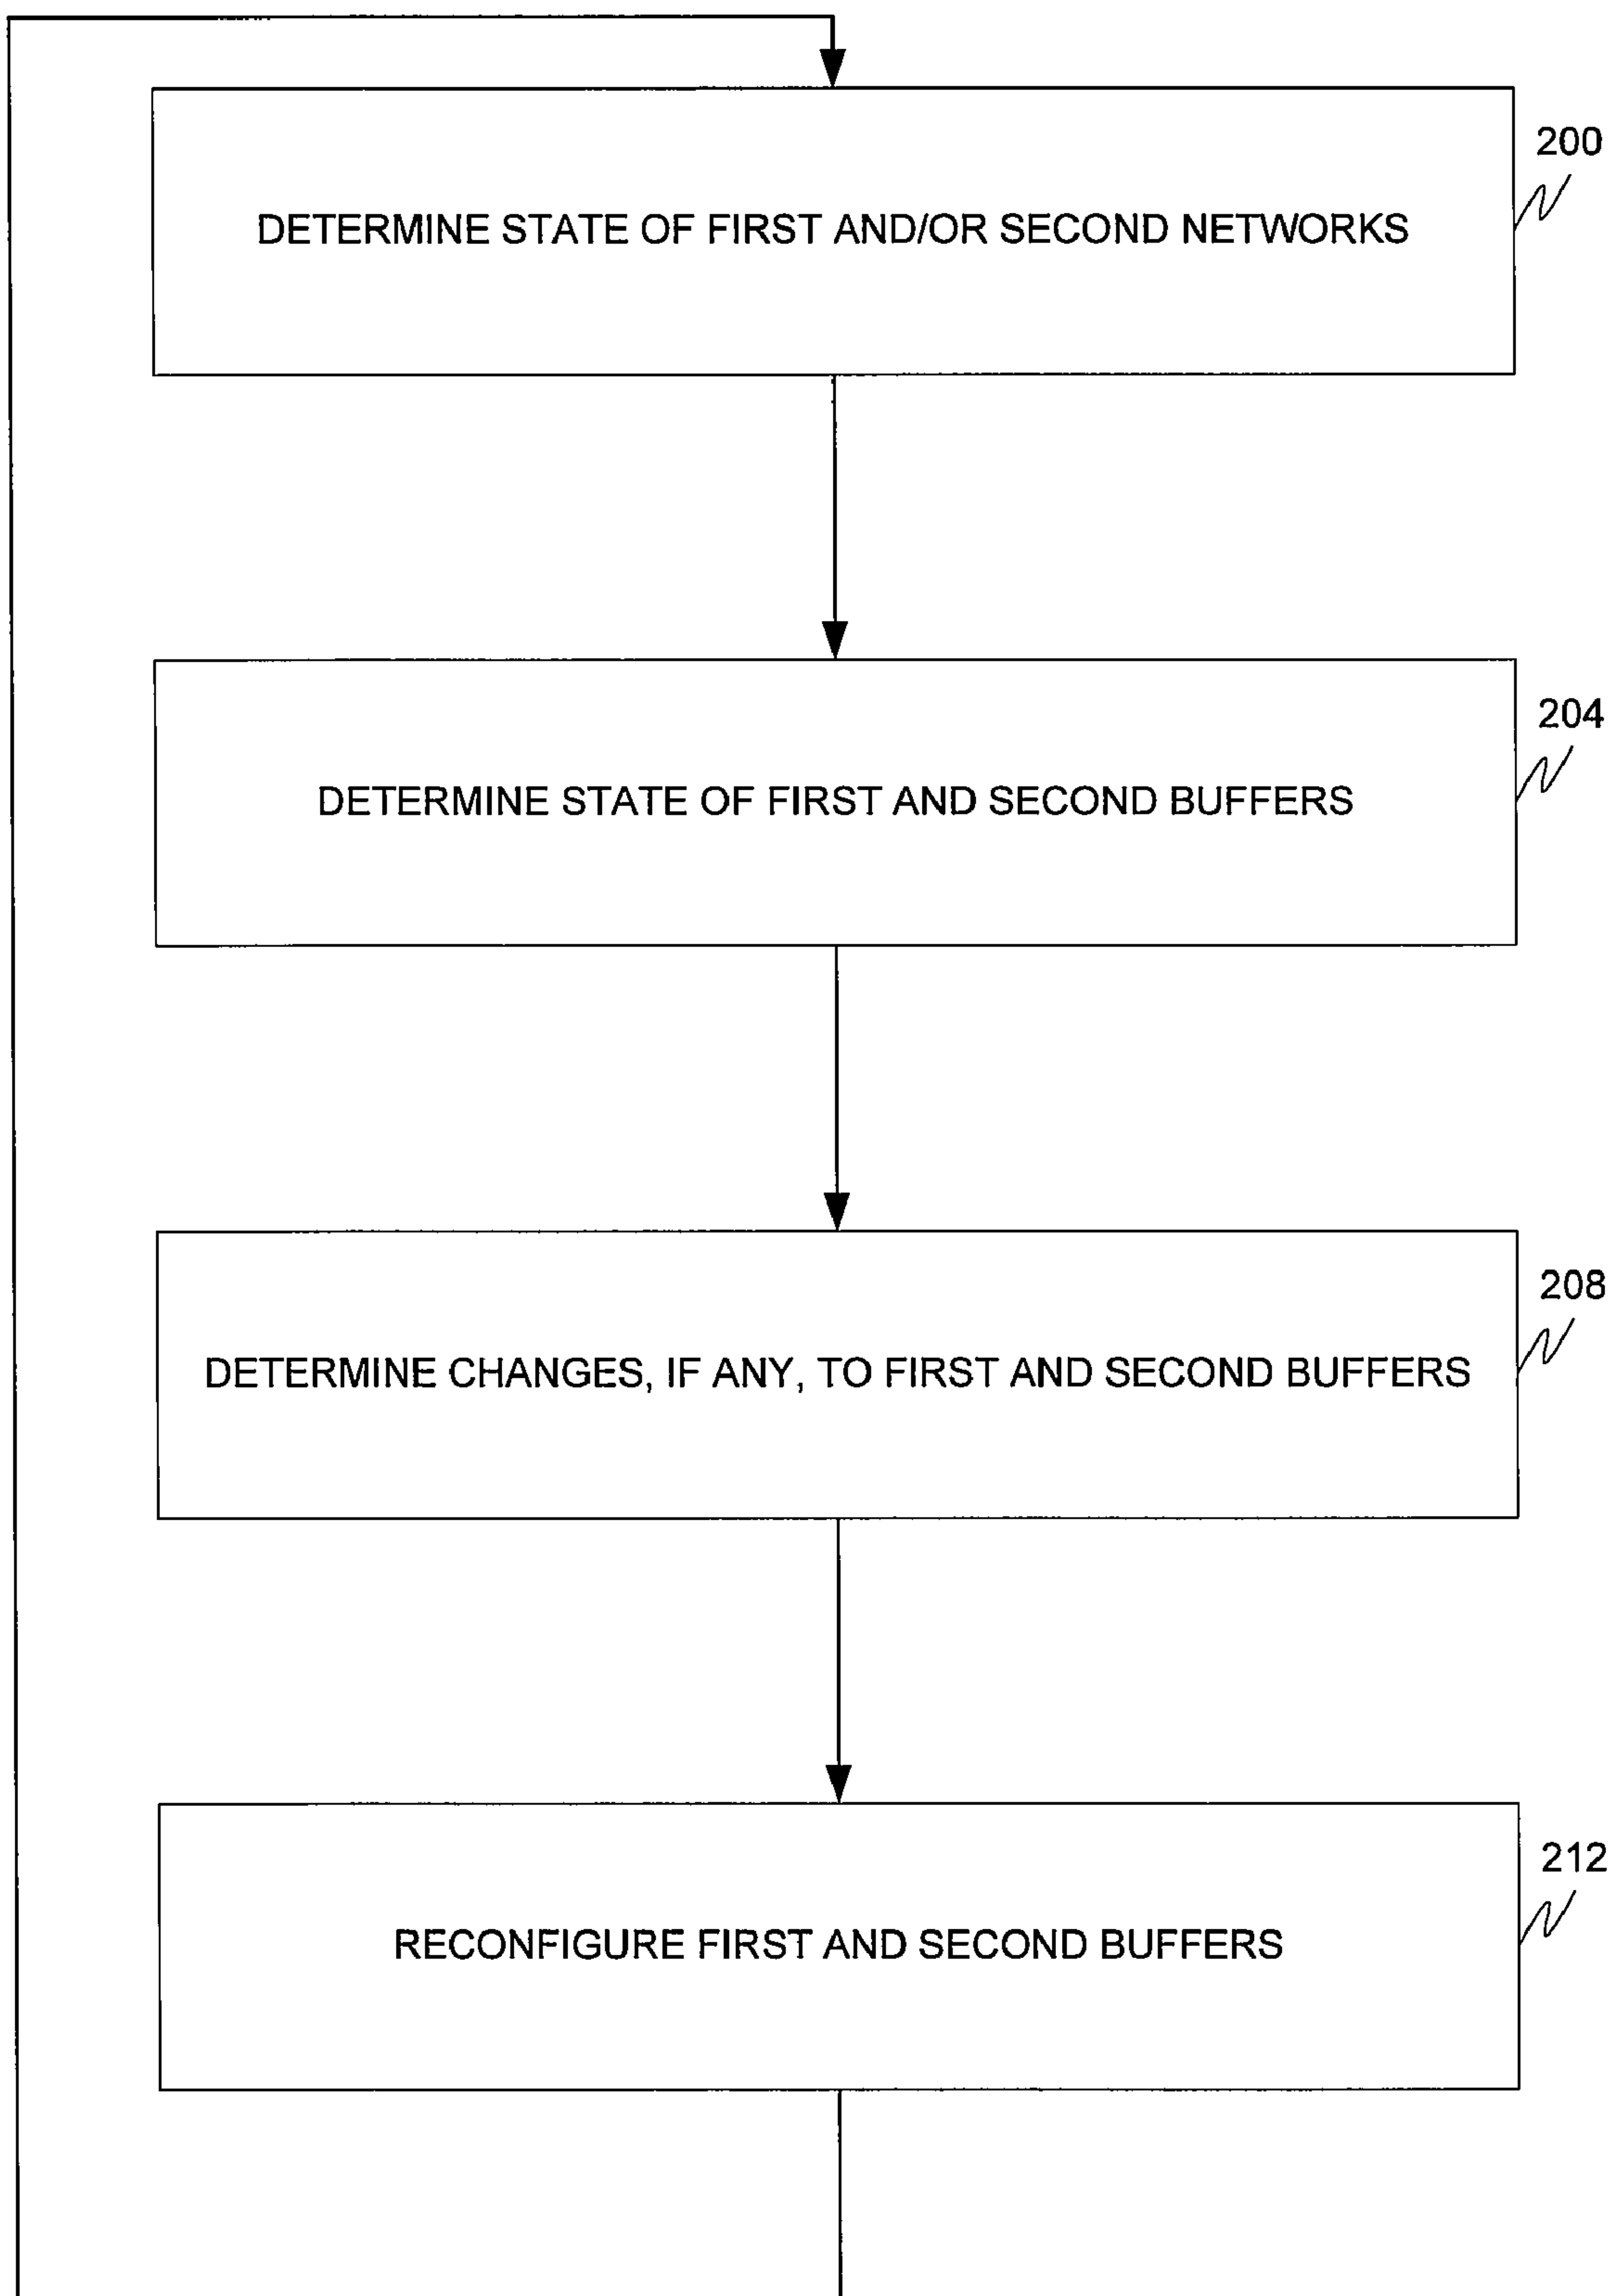 200
DETERMINE STATE OF FIRST AND/OR SECOND NETWORKS
204
DETERMINE STATE OF FIRST AND SECOND BUFFERS
208
DETERMINE CHANGES, IF ANY, TO FIRST AND SECOND BUFFERS
212
RECONFIGURE FIRST AND SECOND BUFFERS